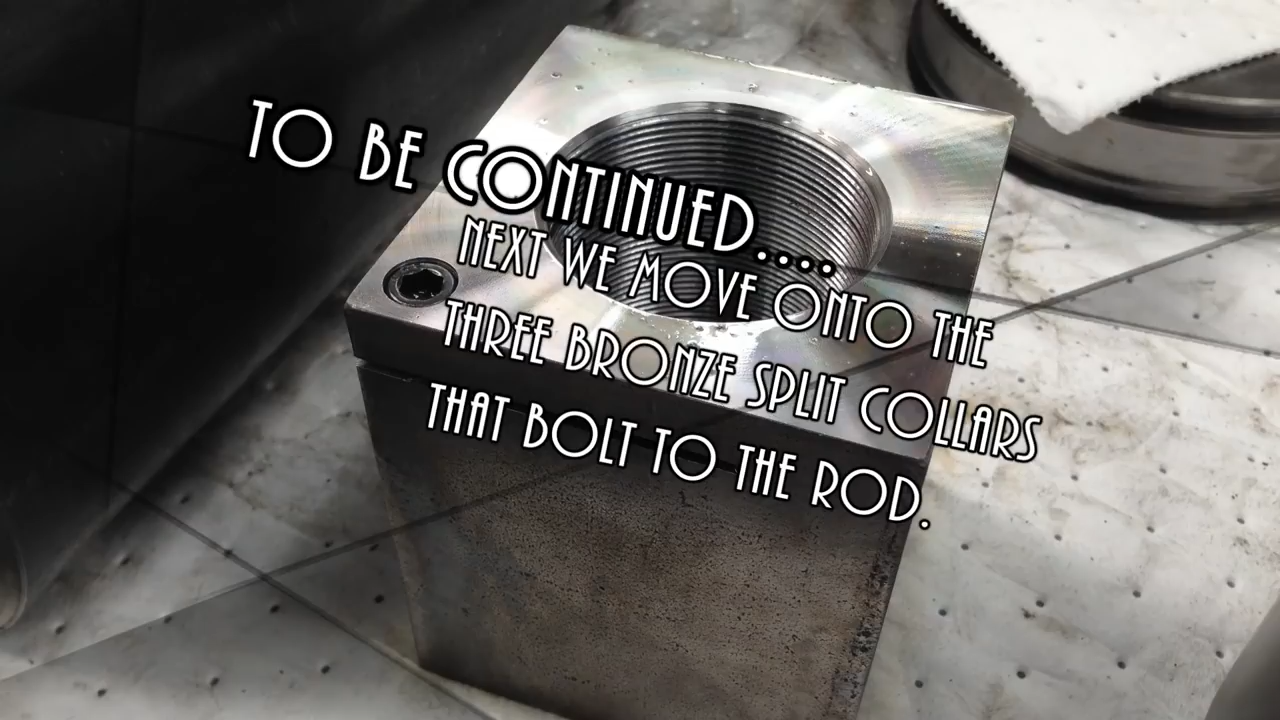 TO BE CONTINUED....
NEXT WE MOVE ONTO THE
THREE BRONZE SPLIT COLLARS
THAT BOLT TO THE ROD.